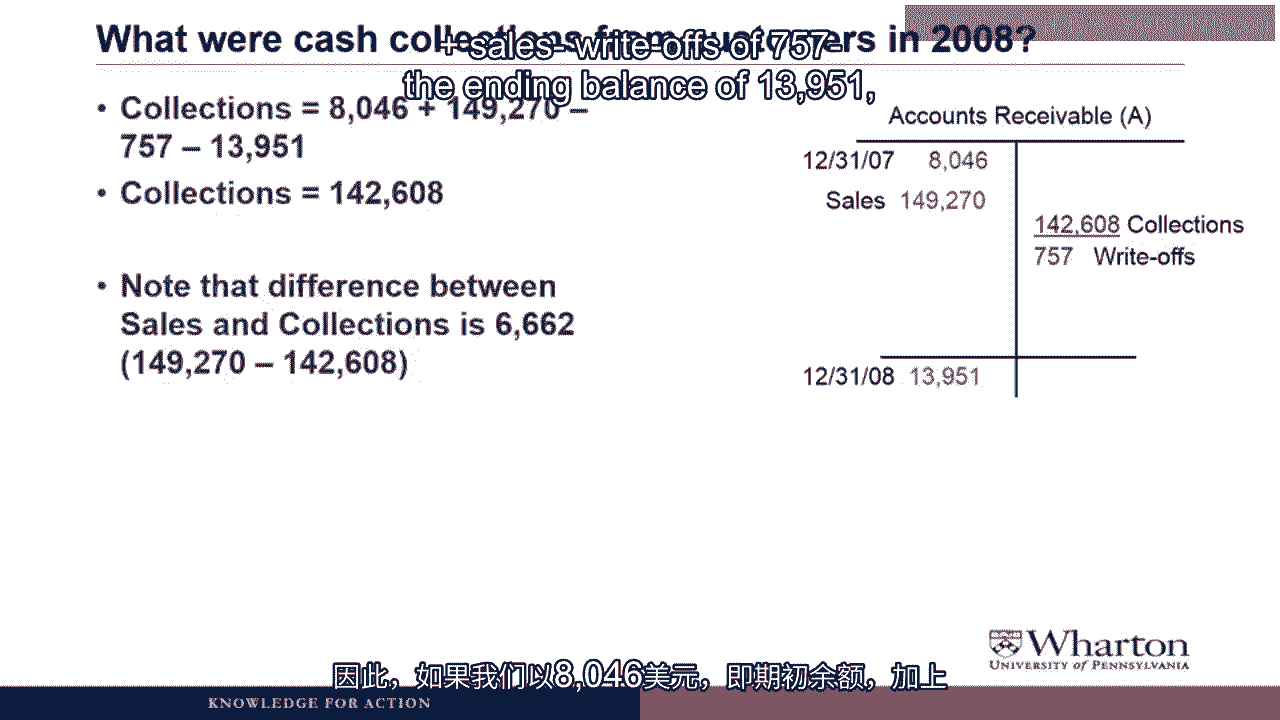 What were cash collections from customers in 2008?
+ sales- write-offs of 757-
the ending balance of 13,951,
• Collections = 8,046 + 149,270 –
757 – 13,951
• Collections = 142,608
• Note that difference between
Sales and Collections is 6,662
(149,270 – 142,608)
Accounts Receivable (A)
12/31/07 8,046
Sales 149,270
142,608 Collections
757 Write-offs
12/31/08 13,951
Wharton
UNIVERSITY of PENNSYLVANIA
因此，如果我们以8,046美元，即期初余额，加上
KNOWLEDGE FOR ACTION